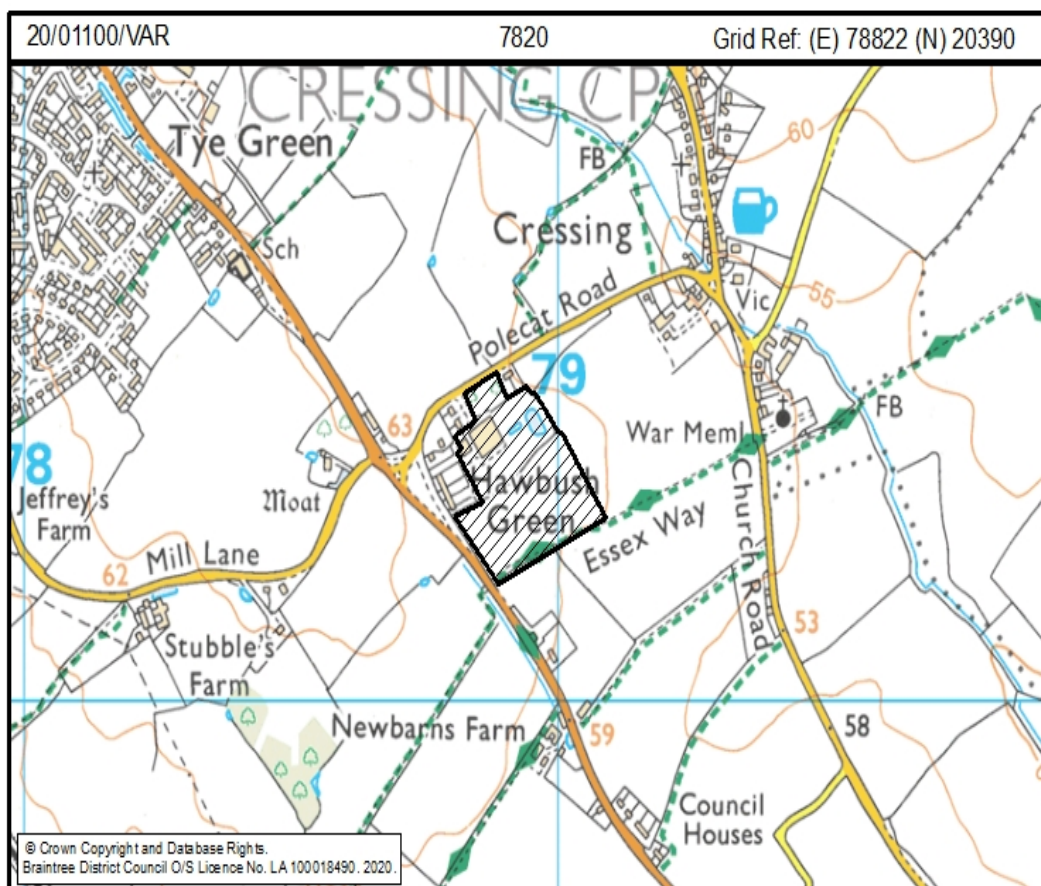 20/01100/VAR 7820 Grid Ref: (E) 78822 (N) 20390
CRESSING CP
Tye Green
FB
60
Cressing
Sch
Vic
55
Polecat Road
79
63
War Meml
FB
78
Moat
Hawbush
Green
Jeffrey's
Farm
Essex Way
Church Road
Mill Lane
62
53
Stubble's
Farm
Newbarns Farm
59
58
Council
Houses
© Crown Copyright and Database Rights.
Braintree District Council O/S Licence No. LA 100018490. 2020.